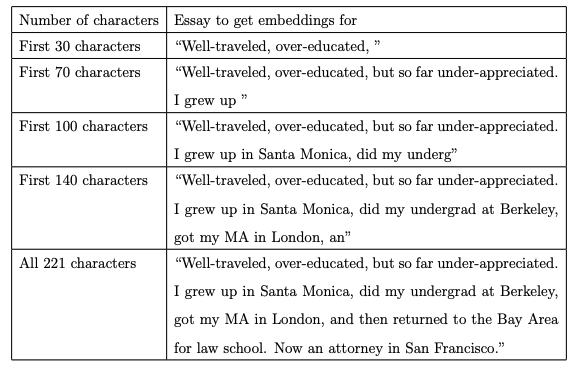 Number of characters Essay to get embeddings for
First 30 characters “Well-traveled, over-educated, ”
First 70 characters “Well-traveled, over-educated, but so far under-appreciated.
I grew up ”
First 100 characters “Well-traveled, over-educated, but so far under-appreciated.
I grew up in Santa Monica, did my underg”
First 140 characters “Well-traveled, over-educated, but so far under-appreciated.
I grew up in Santa Monica, did my undergrad at Berkeley,
got my MA in London, an”
All 221 characters “Well-traveled, over-educated, but so far under-appreciated.
I grew up in Santa Monica, did my undergrad at Berkeley,
got my MA in London, and then returned to the Bay Area
for law school. Now an attorney in San Francisco.”